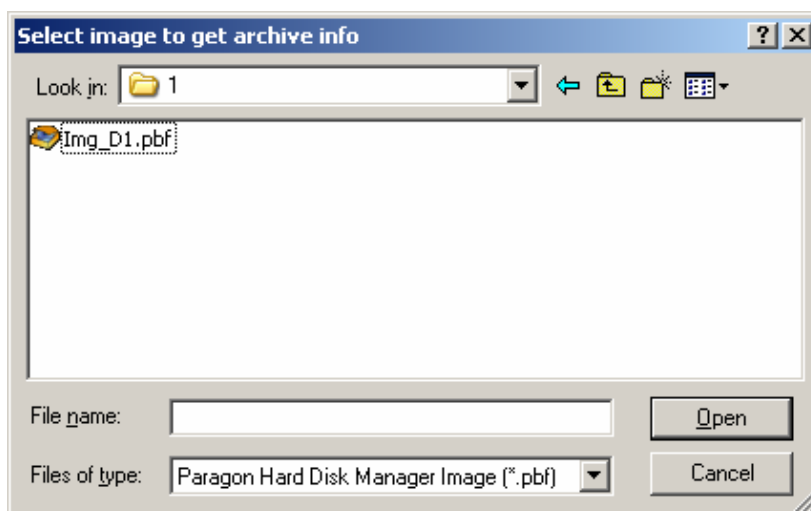 Select image to get archive info
Look in: 1
Img_D1.pbf
File name: Open
Files of type: Paragon Hard Disk Manager Image (*.pbf) Cancel